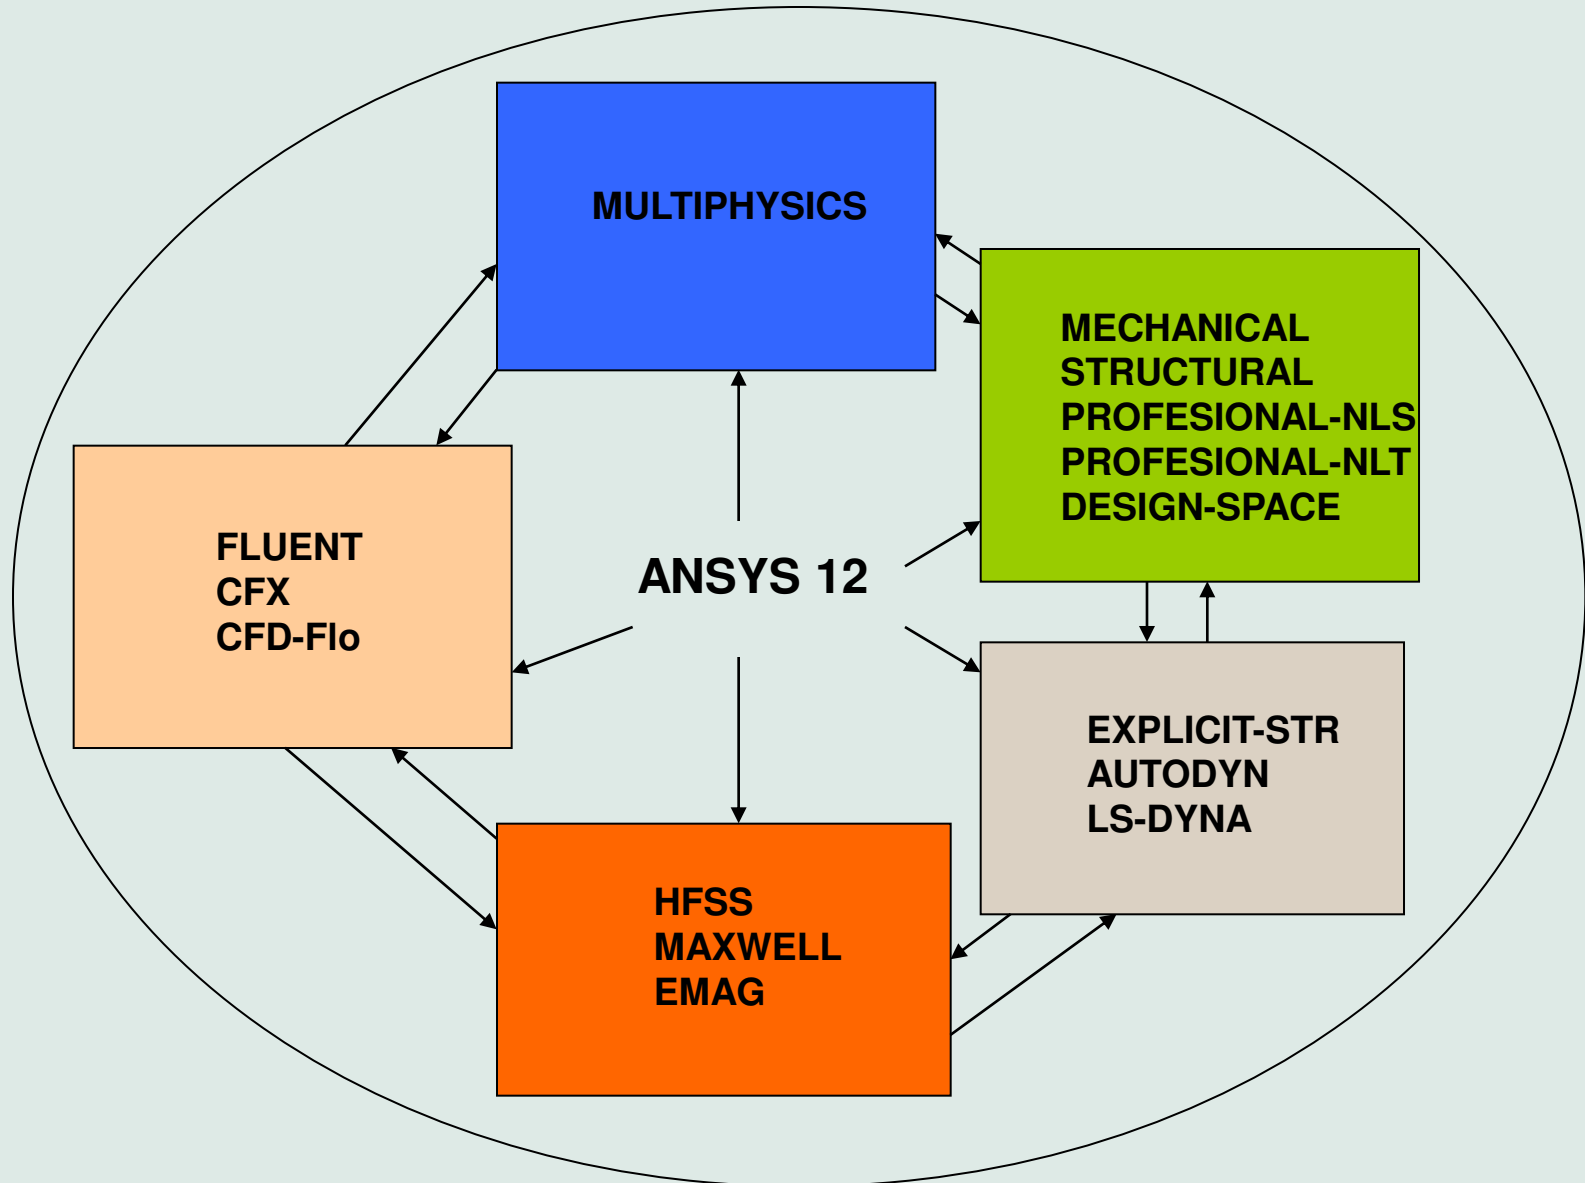 MULTIPHYSICS
MECHANICAL
STRUCTURAL
PROFESIONAL-NLS
PROFESIONAL-NLT
DESIGN-SPACE
FLUENT
CFX
CFD-Flo
ANSYS 12
EXPLICIT-STR
AUTODYN
LS-DYNA
HFSS
MAXWELL
EMAG